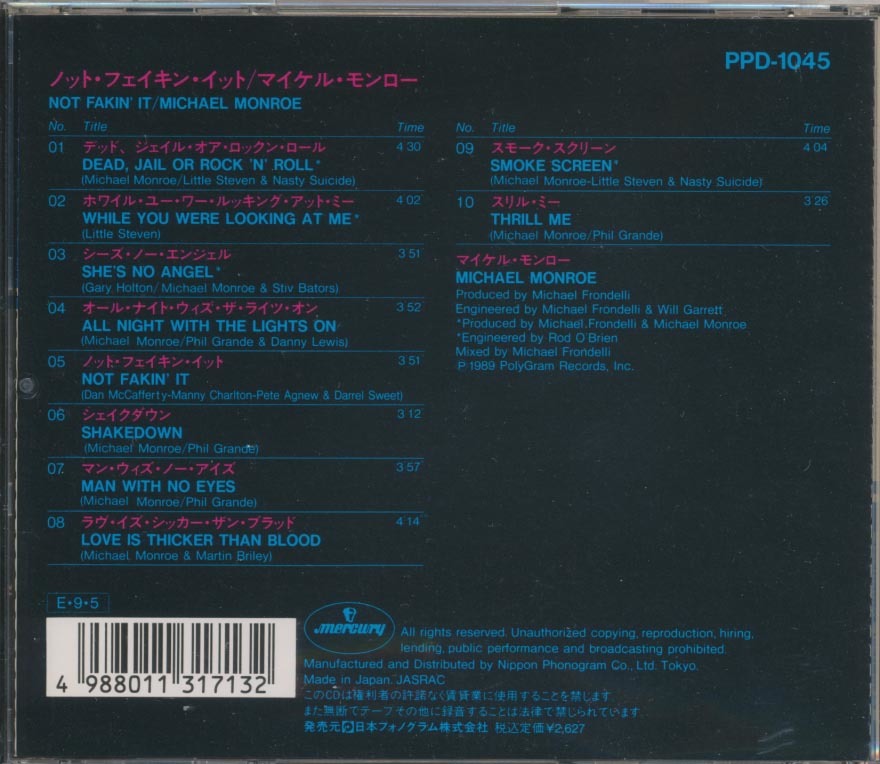 PPD-1045
ノット・フェイキン・イット/マイケル・モンロー
NOT FAKIN' IT/MICHAEL MONROE
No. Title Time
01 デッド、ジェイル・オア・ロックン・ロール 4 30
DEAD, JAIL OR ROCK 'N' ROLL*
(Michael Monroe/Little Steven & Nasty Suicide)
02 ホワイル・ユー・ワー・ルッキング・アット・ミー 4 02
WHILE YOU WERE LOOKING AT ME*
(Little Steven)
03 シーズ・ノー・エンジェル 3 51
SHE'S NO ANGEL*
(Gary Holton/Michael Monroe & Stiv Bators)
04 オール・ナイト・ウィズ・ザ・ライツ・オン 3 52
ALL NIGHT WITH THE LIGHTS ON
(Michael Monroe/Phil Grande & Danny Lewis)
05 ノット・フェイキン・イット 3 51
NOT FAKIN' IT
(Dan McCafferty-Manny Charlton-Pete Agnew & Darrel Sweet)
06 シェイクダウン 3 12
SHAKEDOWN
(Michael Monroe/Phil Grande)
07 マン・ウィズ・ノー・アイズ 3 57
MAN WITH NO EYES
(Michael Monroe/Phil Grande)
08 ラヴ・イズ・シッカー・ザン・ブラッド 4 14
LOVE IS THICKER THAN BLOOD
(Michael Monroe & Martin Briley)
No. Title Time
09 スモーク・スクリーン 4 04
SMOKE SCREEN*
(Michael Monroe-Little Steven & Nasty Suicide)
10 スリル・ミー 3 26
THRILL ME
(Michael Monroe/Phil Grande)
マイケル・モンロー
MICHAEL MONROE
Produced by Michael Frondelli
Engineered by Michael Frondelli & Will Garrett
*Produced by Michael Frondelli & Michael Monroe
*Engineered by Rod O'Brien
Mixed by Michael Frondelli
℗ 1989 PolyGram Records, Inc.
E・9・5
4 988011 317132
mercury
All rights reserved. Unauthorized copying, reproduction, hiring,
lending, public performance and broadcasting prohibited.
Manufactured and Distributed by Nippon Phonogram Co., Ltd. Tokyo.
Made in Japan. JASRAC
このCDは権利者の許諾なく賃貸業に使用することを禁じます。
また無断でテープその他に録音することは法律で禁じられています。
発売元 日本フォノグラム株式会社 税込定価¥2,627